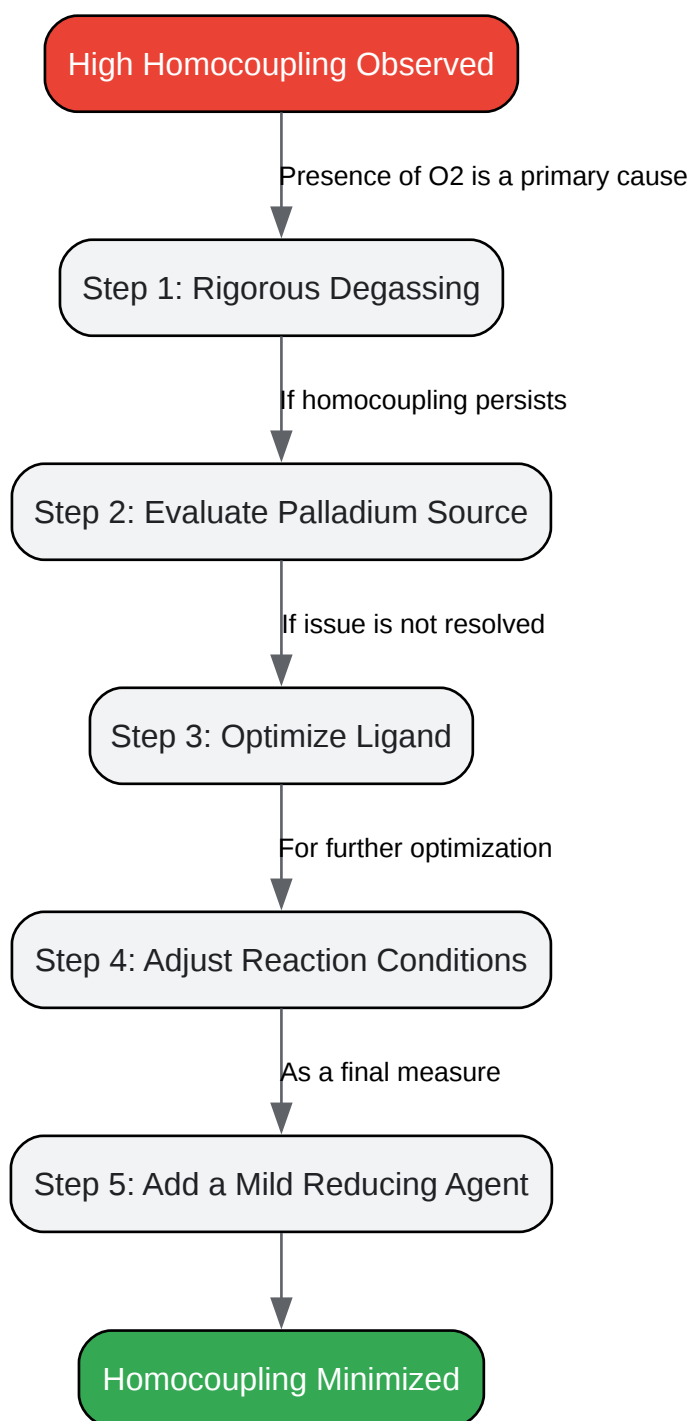 High Homocoupling Observed
Presence of O2 is a primary cause
Step 1: Rigorous Degassing
If homocoupling persists
Step 2: Evaluate Palladium Source
If issue is not resolved
Step 3: Optimize Ligand
For further optimization
Step 4: Adjust Reaction Conditions
As a final measure
Step 5: Add a Mild Reducing Agent
Homocoupling Minimized